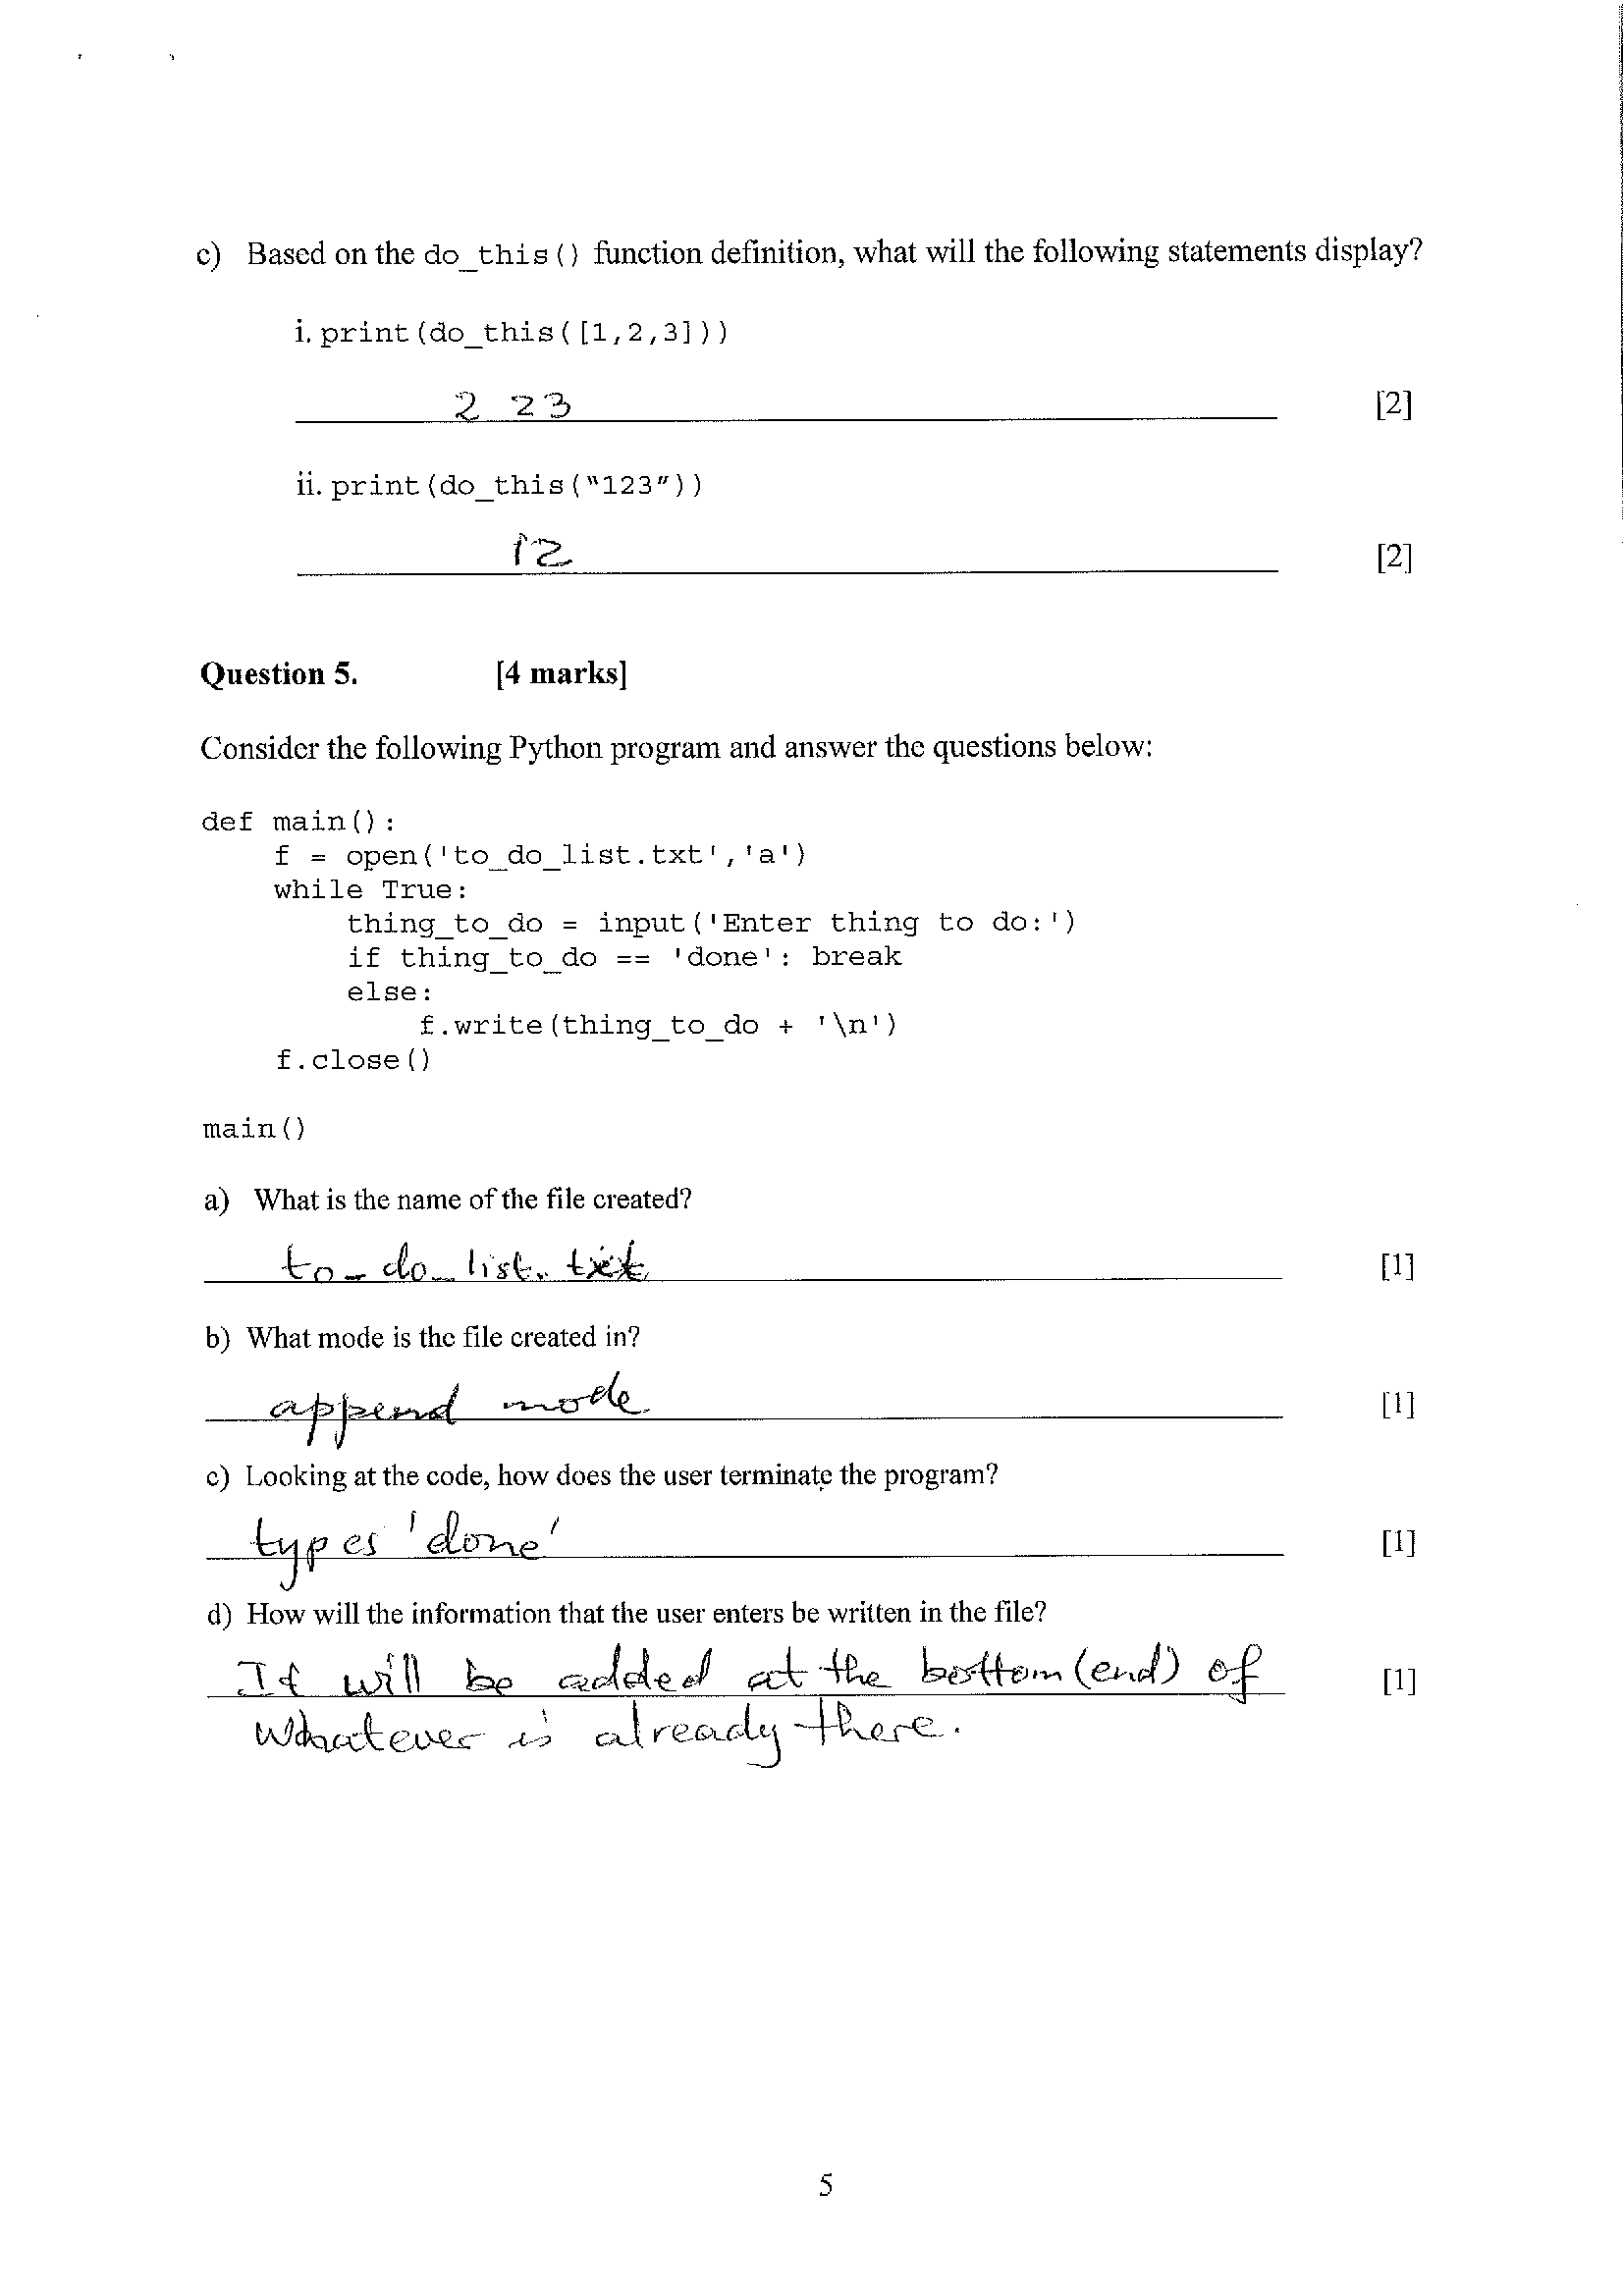 c) Based on the do_this() function definition, what will the following statements display?
i. print(do_this([1,2,3]))
2 23
[2]
ii. print(do_this("123"))
12
[2]
Question 5. [4 marks]
Consider the following Python program and answer the questions below:
def main():
    f = open('to_do_list.txt','a')
    while True:
        thing_to_do = input('Enter thing to do:')
        if thing_to_do == 'done': break
        else:
            f.write(thing_to_do + '\n')
    f.close()
main()
a) What is the name of the file created?
to_do_list.txt
[1]
b) What mode is the file created in?
append mode
[1]
c) Looking at the code, how does the user terminate the program?
types 'done'
[1]
d) How will the information that the user enters be written in the file?
It will be added at the bottom (end) of
[1]
whatever is already there.
5